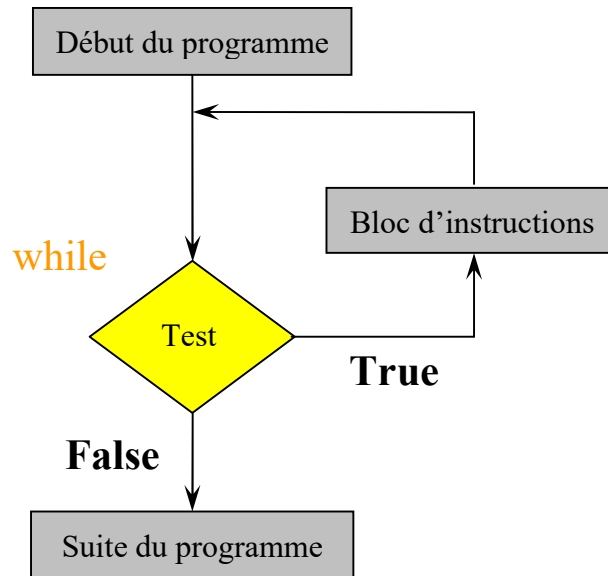 Début du programme
Bloc d’instructions
while
Test
True
False
Suite du programme